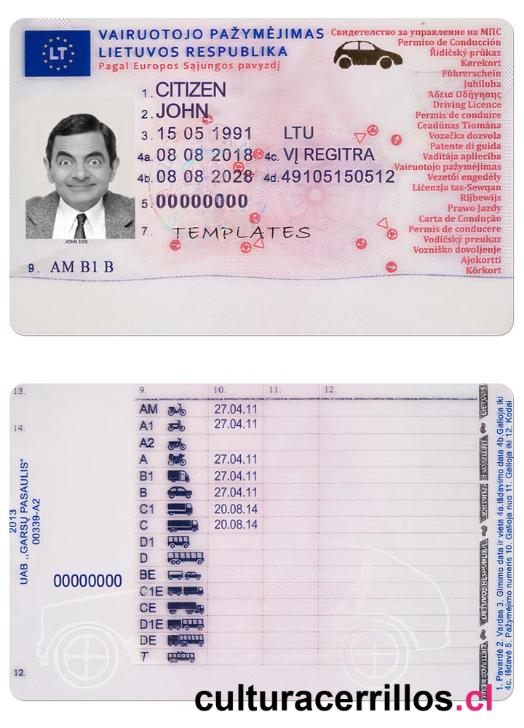 LT
VAIRUOTOJO PAŽYMĖJIMAS
LIETUVOS RESPUBLIKA
Pagal Europos Sąjungos pavyzdį
Свидетелство за управление на МПС
Permiso de Conducción
Řidičský průkaz
Kørekort
Führerschein
Juhiluba
Άδεια Οδήγησης
Driving Licence
Permis de conduire
Ceadúnas Tiomána
Vozačka dozvola
Patente di guida
Vadītāja apliecība
Vairuotojo pažymėjimas
Vezetői engedély
Liċenzja tas-Sewqan
Rijbewijs
Prawo Jazdy
Carta de Condução
Permis de conducere
Vodičský preukaz
Vozniško dovoljenje
Ajokortti
Körkort
1. CITIZEN
2. JOHN
3. 15 05 1991 LTU
4a. 08 08 2018 4c. VĮ REGITRA
4b. 08 08 2028 4d. 49105150512
5. 00000000
7. TEMPLATES
JOHN DOE
9. AM B1 B
13.
14.
2013
UAB „GARSŲ PASAULIS"
00339-A2
00000000
12.
9. 10. 11. 12.
AM 27.04.11
A1 27.04.11
A2
A 27.04.11
B1 27.04.11
B 27.04.11
C1 20.08.14
C 20.08.14
D1
D
BE
C1E
CE
D1E
DE
T
1. Pavardė 2. Vardas 3. Gimimo data ir vieta 4a. Išdavimo data 4b. Galioja iki
4c. Išdavė 5. Pažymėjimo numeris 10. Galioja nuo 11. Galioja iki 12. Kodai
culturacerrillos.cl